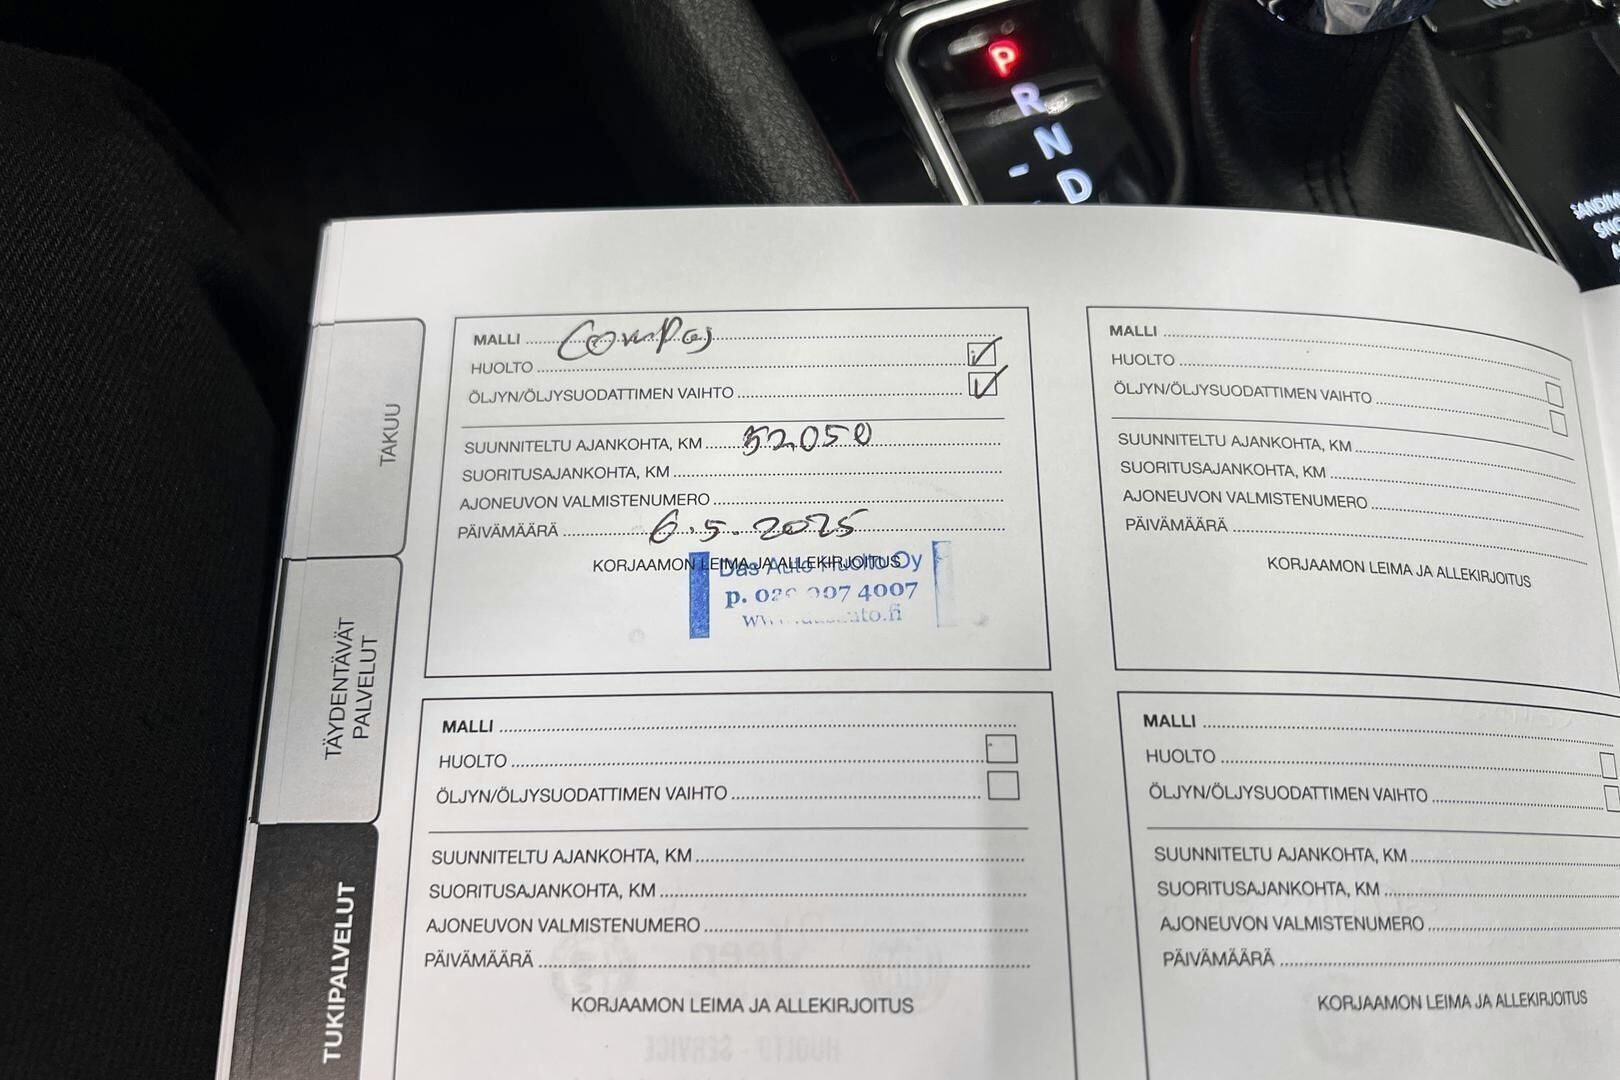 P
R
N
- D
TAKUU
TÄYDENTÄVÄT
PALVELUT
TUKIPALVELUT
MALLI Compas
HUOLTO
ÖLJYN/ÖLJYSUODATTIMEN VAIHTO
SUUNNITELTU AJANKOHTA, KM 52050
SUORITUSAJANKOHTA, KM
AJONEUVON VALMISTENUMERO
PÄIVÄMÄÄRÄ 6.5.2025
KORJAAMON LEIMA JA ALLEKIRJOITUS
Das Auto Huolto Oy
p. 4007
MALLI
HUOLTO
ÖLJYN/ÖLJYSUODATTIMEN VAIHTO
SUUNNITELTU AJANKOHTA, KM
SUORITUSAJANKOHTA, KM
AJONEUVON VALMISTENUMERO
PÄIVÄMÄÄRÄ
KORJAAMON LEIMA JA ALLEKIRJOITUS
MALLI
HUOLTO
ÖLJYN/ÖLJYSUODATTIMEN VAIHTO
SUUNNITELTU AJANKOHTA, KM
SUORITUSAJANKOHTA, KM
AJONEUVON VALMISTENUMERO
PÄIVÄMÄÄRÄ
KORJAAMON LEIMA JA ALLEKIRJOITUS
MALLI
HUOLTO
ÖLJYN/ÖLJYSUODATTIMEN VAIHTO
SUUNNITELTU AJANKOHTA, KM
SUORITUSAJANKOHTA, KM
AJONEUVON VALMISTENUMERO
PÄIVÄMÄÄRÄ
KORJAAMON LEIMA JA ALLEKIRJOITUS